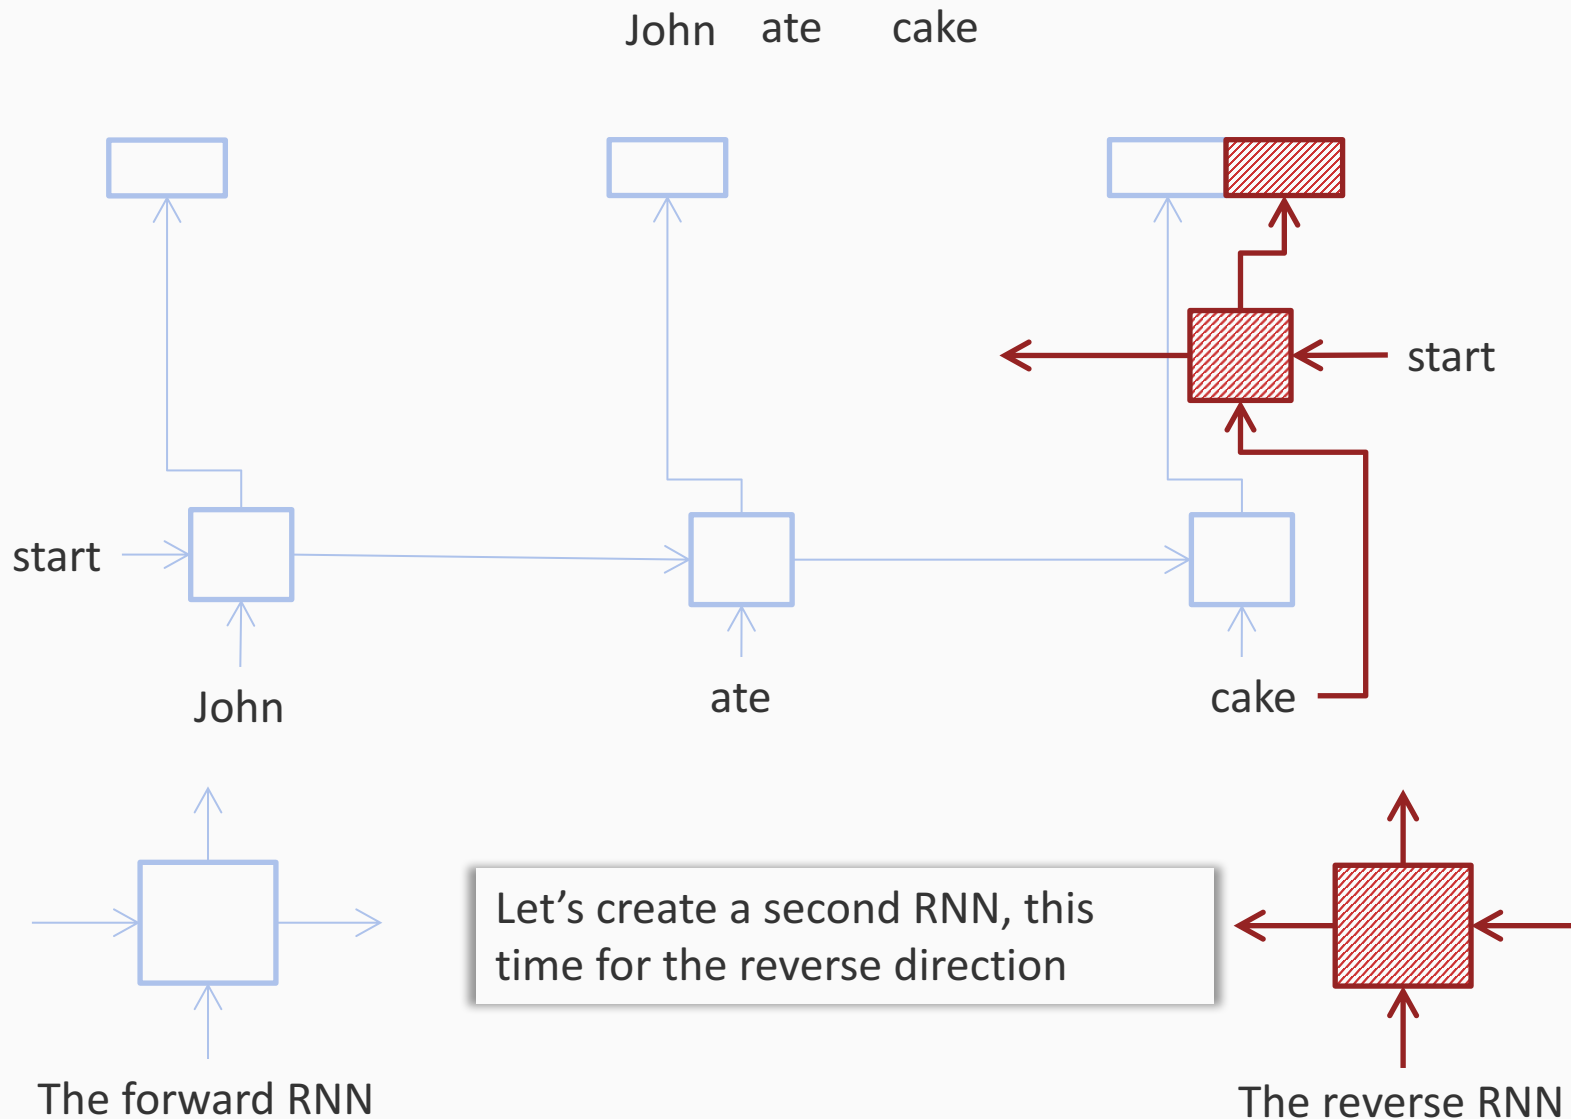 John ate cake
start
start
John ate cake
Let’s create a second RNN, this
time for the reverse direction
The forward RNN
The reverse RNN